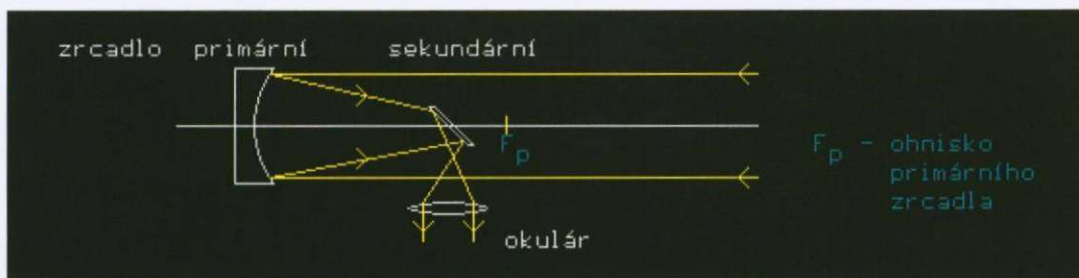 zrcadlo primární sekundární
F_p
F_p - ohnisko
primárního
zrcadla
okulár